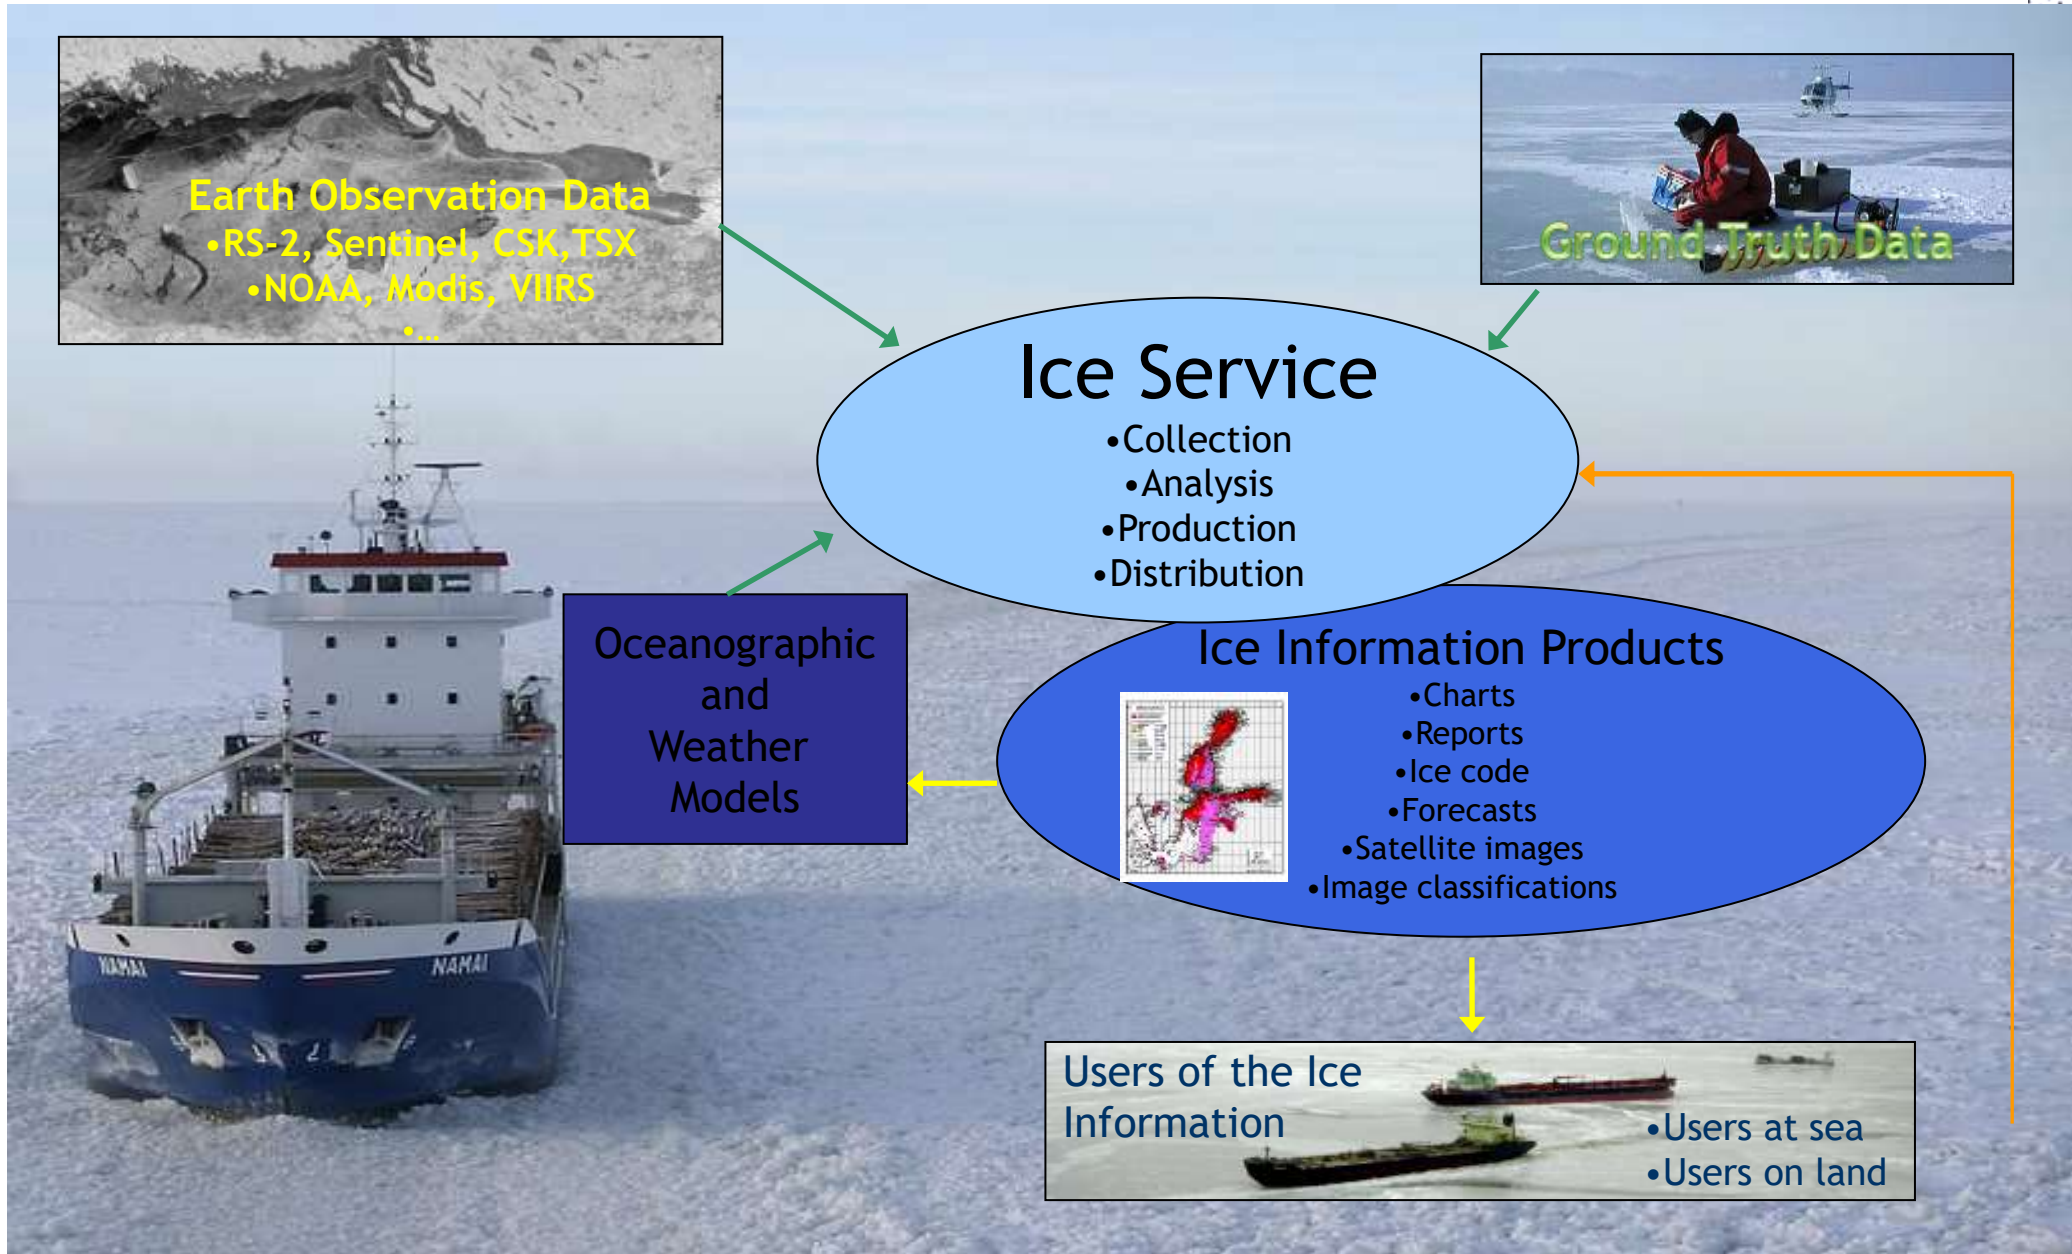 Earth Observation Data
•RS-2, Sentinel, CSK,TSX
•NOAA, Modis, VIIRS
•...
Ground Truth Data
Ice Service
•Collection
•Analysis
•Production
•Distribution
Oceanographic
and
Weather
Models
Ice Information Products
•Charts
•Reports
•Ice code
•Forecasts
•Satellite images
•Image classifications
NAMAI
NAMAI
Users of the Ice
Information
•Users at sea
•Users on land